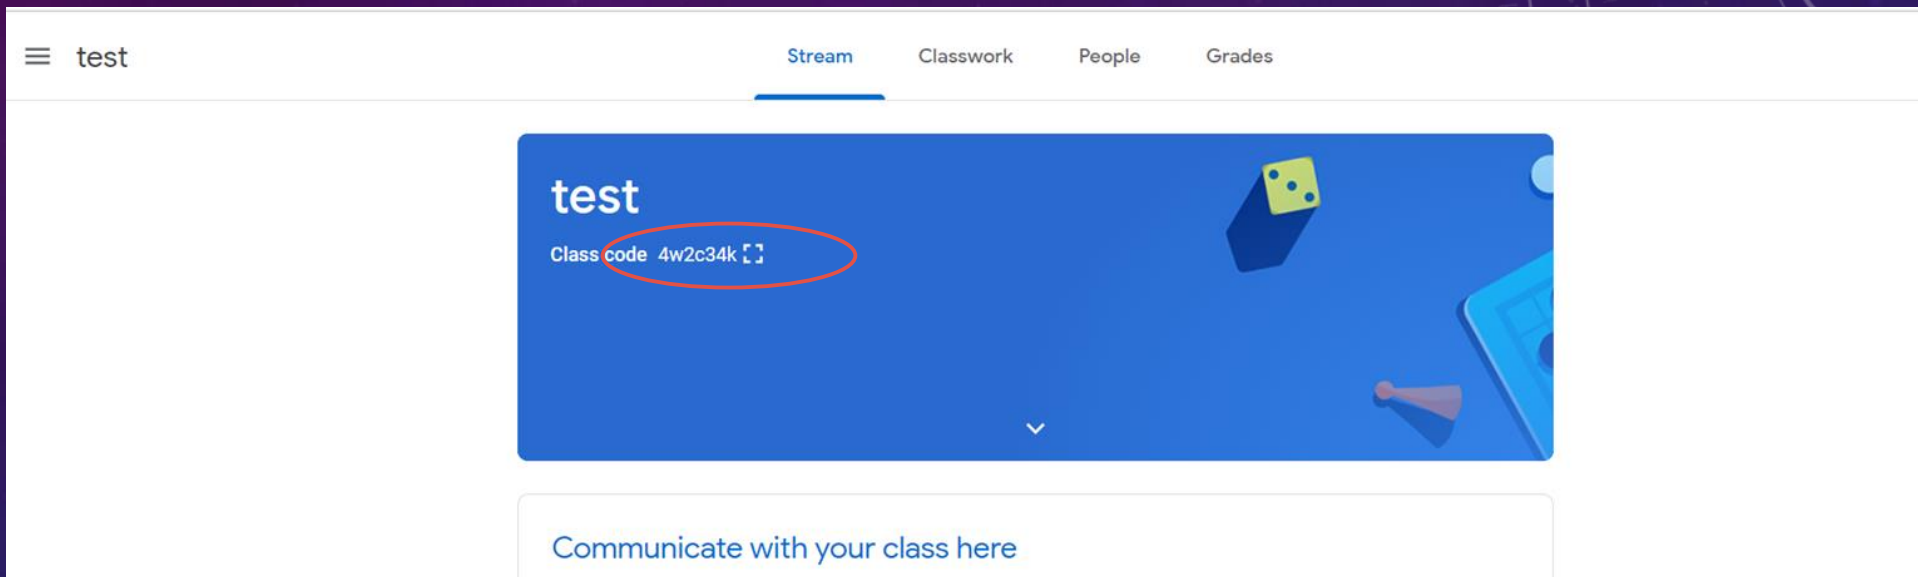 test
Stream Classwork People Grades
test
Class code 4w2c34k
Communicate with your class here